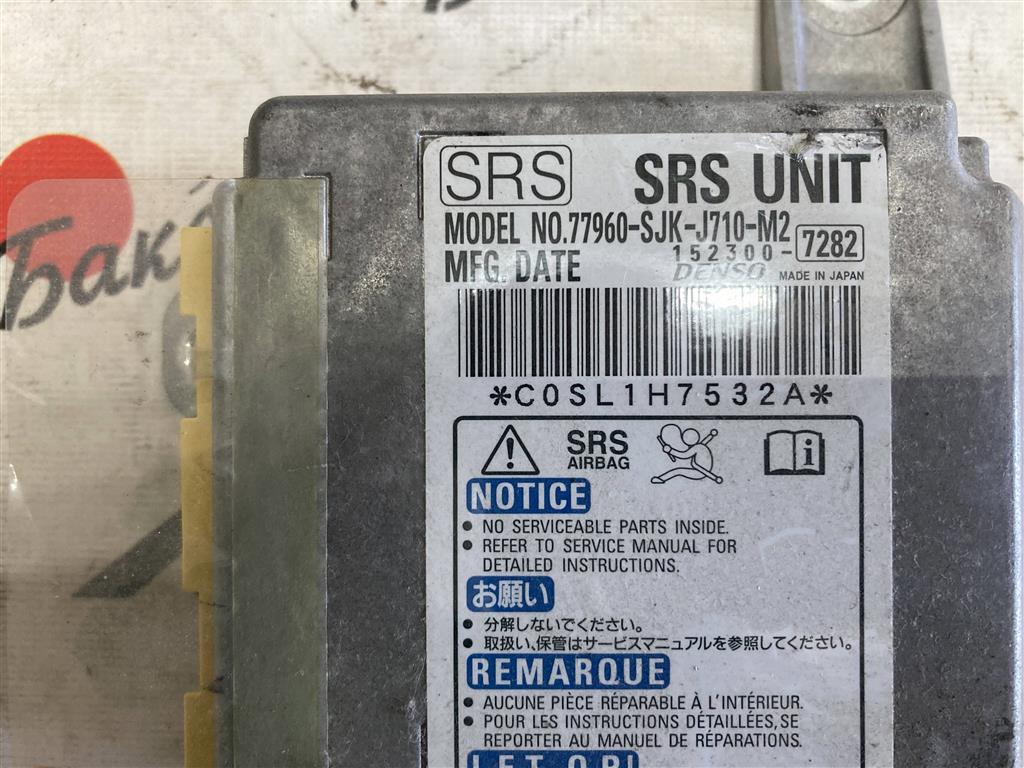 SRS SRS UNIT
MODEL NO.77960-SJK-J710-M2
152300- 7282
MFG. DATE DENSO MADE IN JAPAN
*C0SL1H7532A*
SRS
AIRBAG
NOTICE
• NO SERVICEABLE PARTS INSIDE.
• REFER TO SERVICE MANUAL FOR
DETAILED INSTRUCTIONS.
お願い
• 分解しないでください。
• 取扱い、保管はサービスマニュアルを参照してください。
REMARQUE
• AUCUNE PIÈCE RÉPARABLE À L'INTÉRIEUR.
• POUR LES INSTRUCTIONS DÉTAILLÉES, SE
REPORTER AU MANUEL DE RÉPARATIONS.
LET OP!